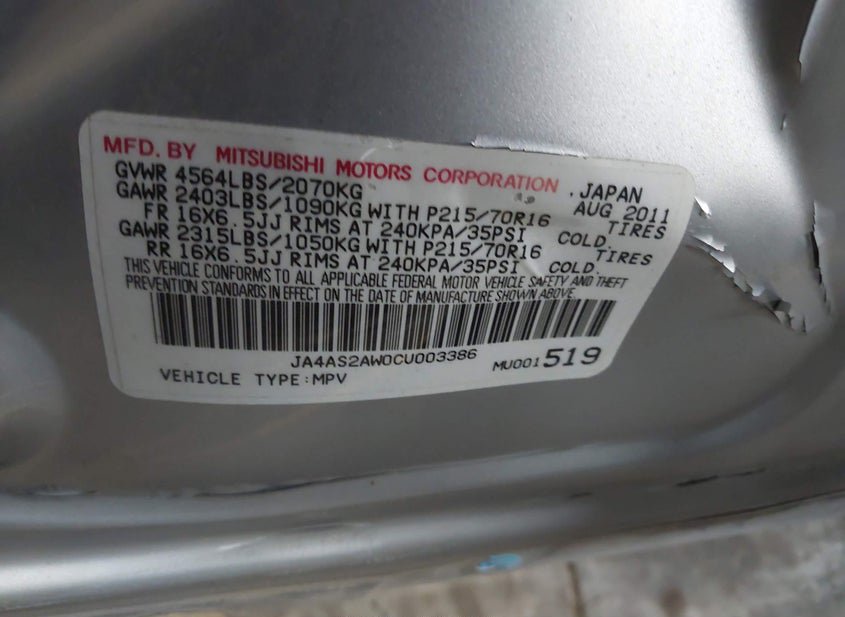 MFD. BY MITSUBISHI MOTORS CORPORATION . JAPAN
GVWR 4564LBS/2070KG AUG 2011
GAWR 2403LBS/1090KG WITH P215/70R16 TIRES
FR 16X6.5JJ RIMS AT 240KPA/35PSI COLD.
GAWR 2315LBS/1050KG WITH P215/70R16 TIRES
RR 16X6.5JJ RIMS AT 240KPA/35PSI COLD.
THIS VEHICLE CONFORMS TO ALL APPLICABLE FEDERAL MOTOR VEHICLE SAFETY AND THEFT
PREVENTION STANDARDS IN EFFECT ON THE DATE OF MANUFACTURE SHOWN ABOVE.
JA4AS2AW0CU003386 MU001519
VEHICLE TYPE:MPV